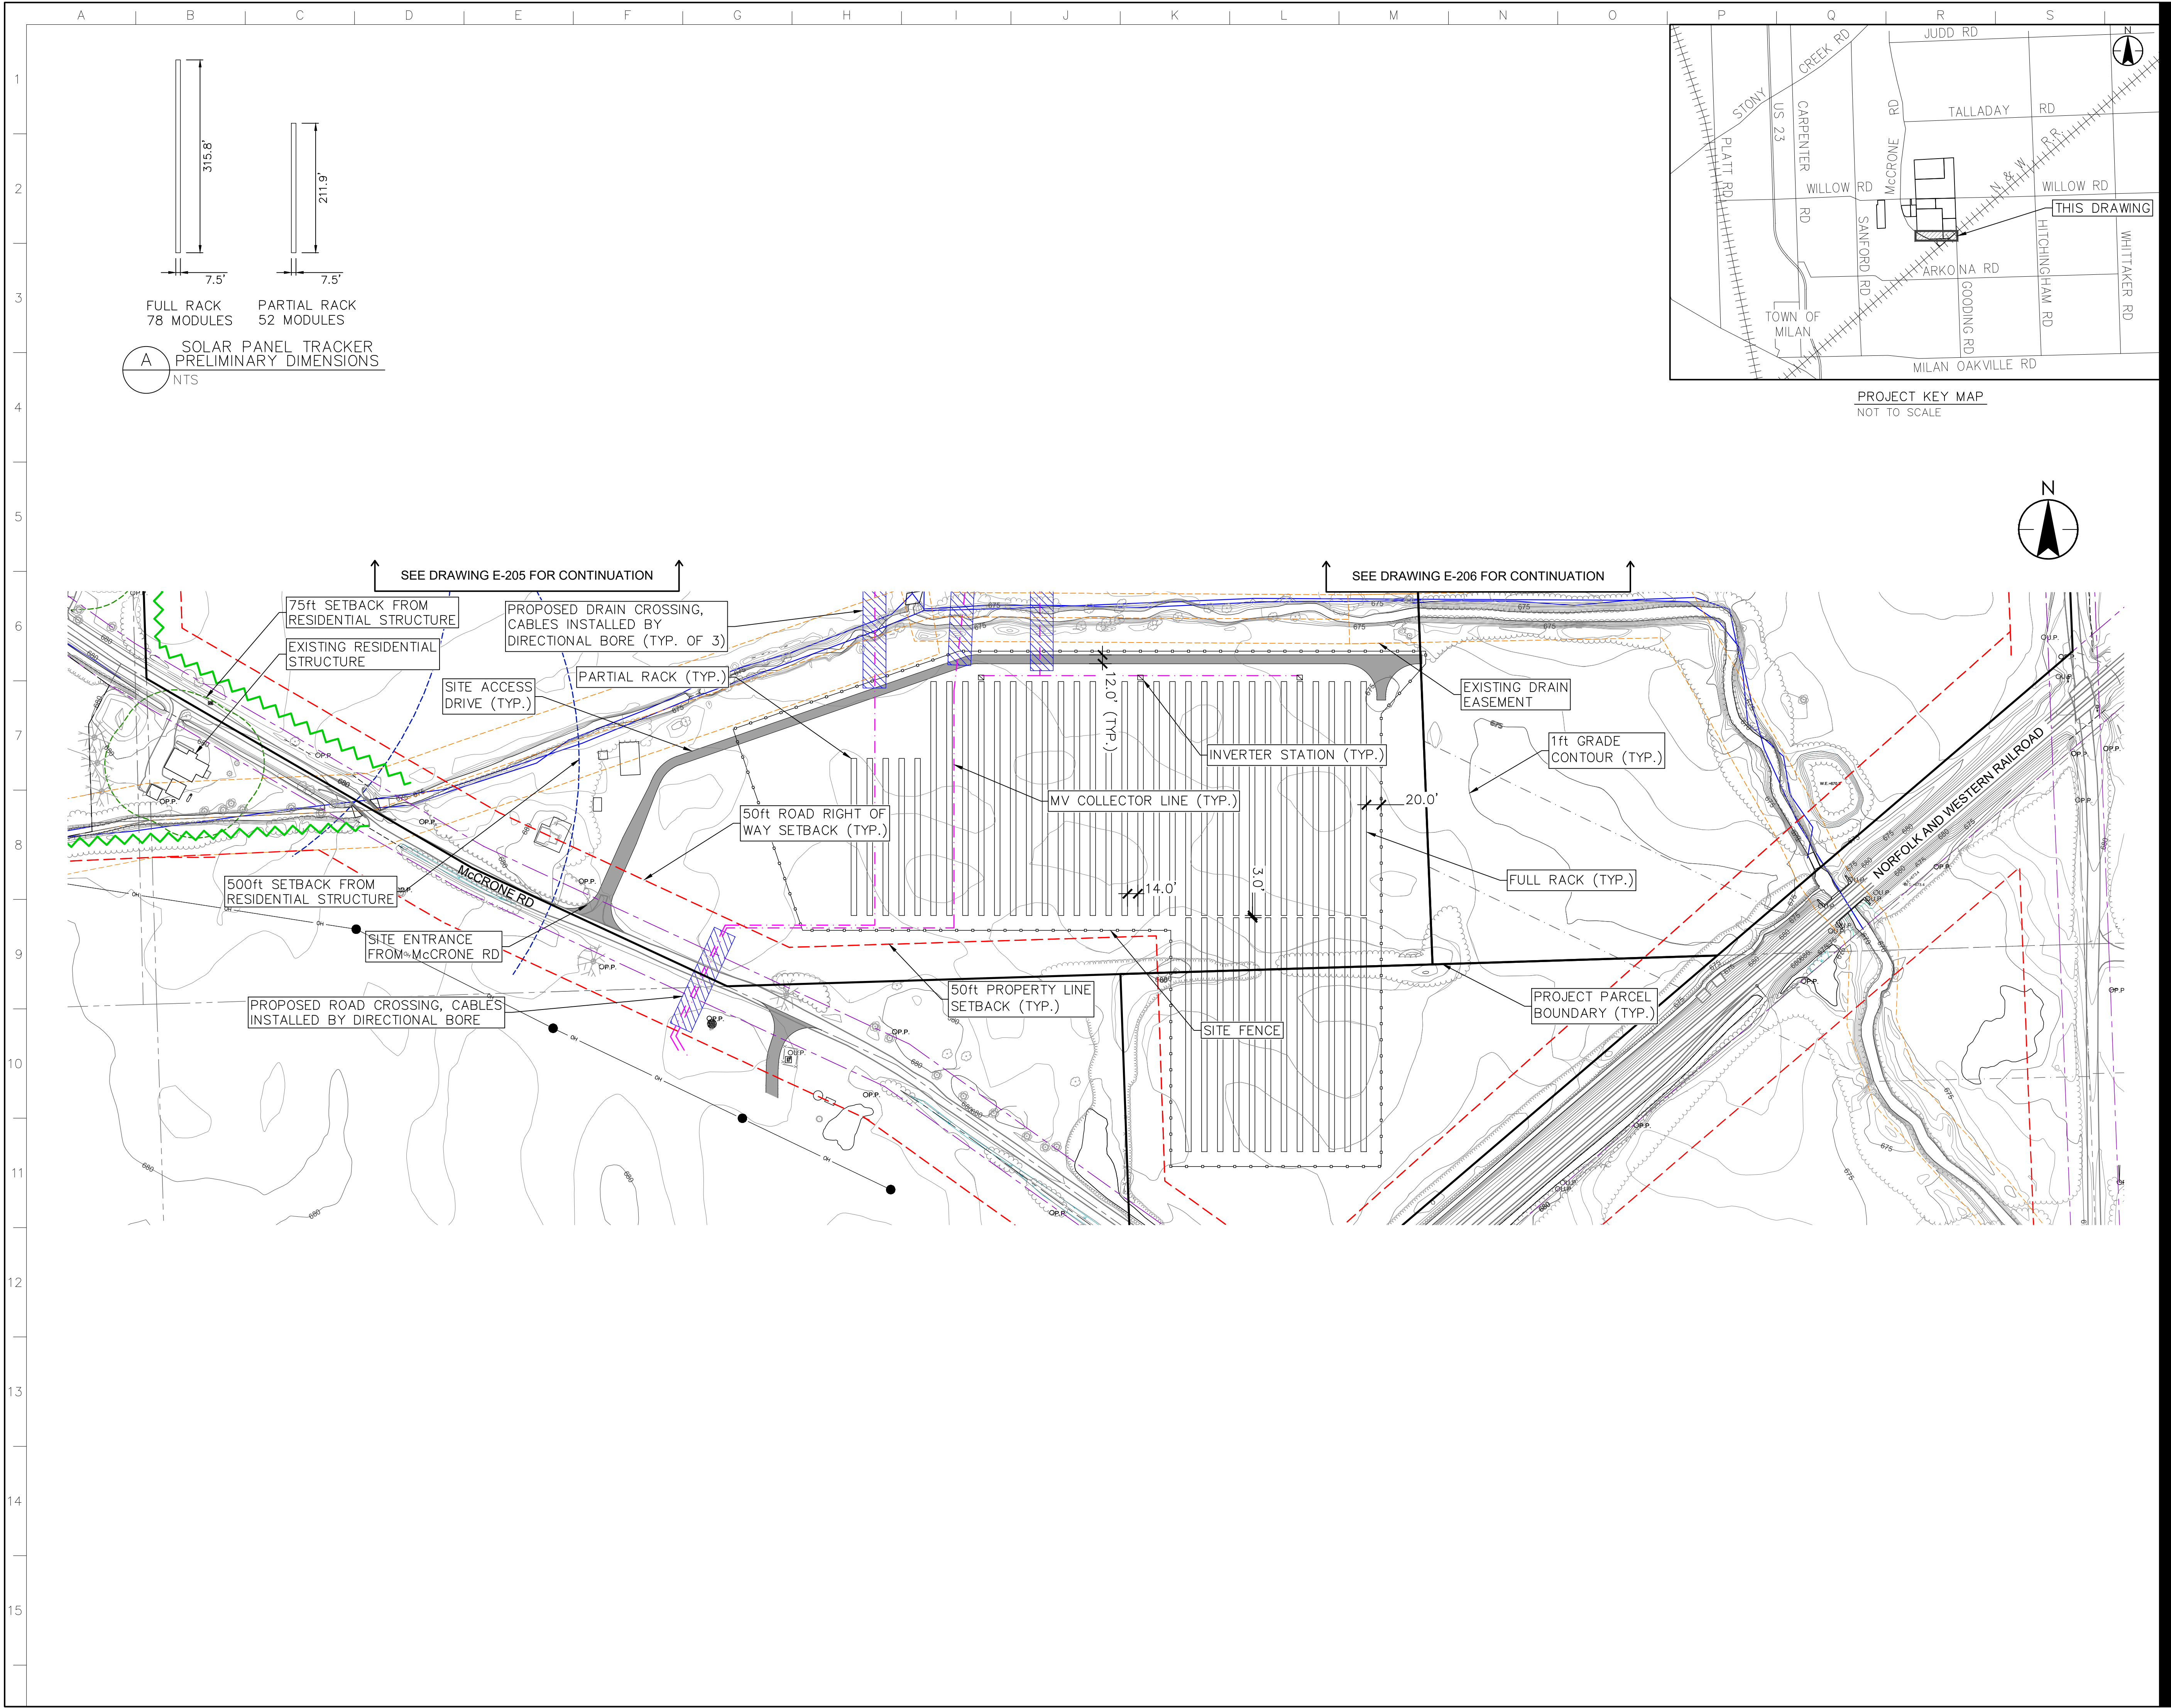 A B C D E F G H I J K L M N O P Q R S
1
2
3
4
5
6
7
8
9
10
11
12
13
14
15
315.8'
7.5'
211.9'
7.5'
FULL RACK
78 MODULES
PARTIAL RACK
52 MODULES
A
SOLAR PANEL TRACKER
PRELIMINARY DIMENSIONS
NTS
JUDD RD
N
CREEK RD
STONY
US 23
CARPENTER
RD
McCRONE RD
TALLADAY RD
N & W R.R.
PLATT RD
WILLOW RD
WILLOW RD
THIS DRAWING
SANFORD RD
HITCHINGHAM RD
WHITTAKER RD
ARKONA RD
GOODING RD
TOWN OF
MILAN
MILAN OAKVILLE RD
PROJECT KEY MAP
NOT TO SCALE
N
SEE DRAWING E-205 FOR CONTINUATION
SEE DRAWING E-206 FOR CONTINUATION
75ft SETBACK FROM
RESIDENTIAL STRUCTURE
EXISTING RESIDENTIAL
STRUCTURE
PROPOSED DRAIN CROSSING,
CABLES INSTALLED BY
DIRECTIONAL BORE (TYP. OF 3)
PARTIAL RACK (TYP.)
SITE ACCESS
DRIVE (TYP.)
12.0' (TYP.)
EXISTING DRAIN
EASEMENT
INVERTER STATION (TYP.)
1ft GRADE
CONTOUR (TYP.)
MV COLLECTOR LINE (TYP.)
20.0'
50ft ROAD RIGHT OF
WAY SETBACK (TYP.)
14.0'
3.0'
FULL RACK (TYP.)
500ft SETBACK FROM
RESIDENTIAL STRUCTURE
McCRONE RD
NORFOLK AND WESTERN RAILROAD
SITE ENTRANCE
FROM McCRONE RD
PROPOSED ROAD CROSSING, CABLES
INSTALLED BY DIRECTIONAL BORE
50ft PROPERTY LINE
SETBACK (TYP.)
SITE FENCE
PROJECT PARCEL
BOUNDARY (TYP.)
680
675
OP.P.
OU.P.
OH